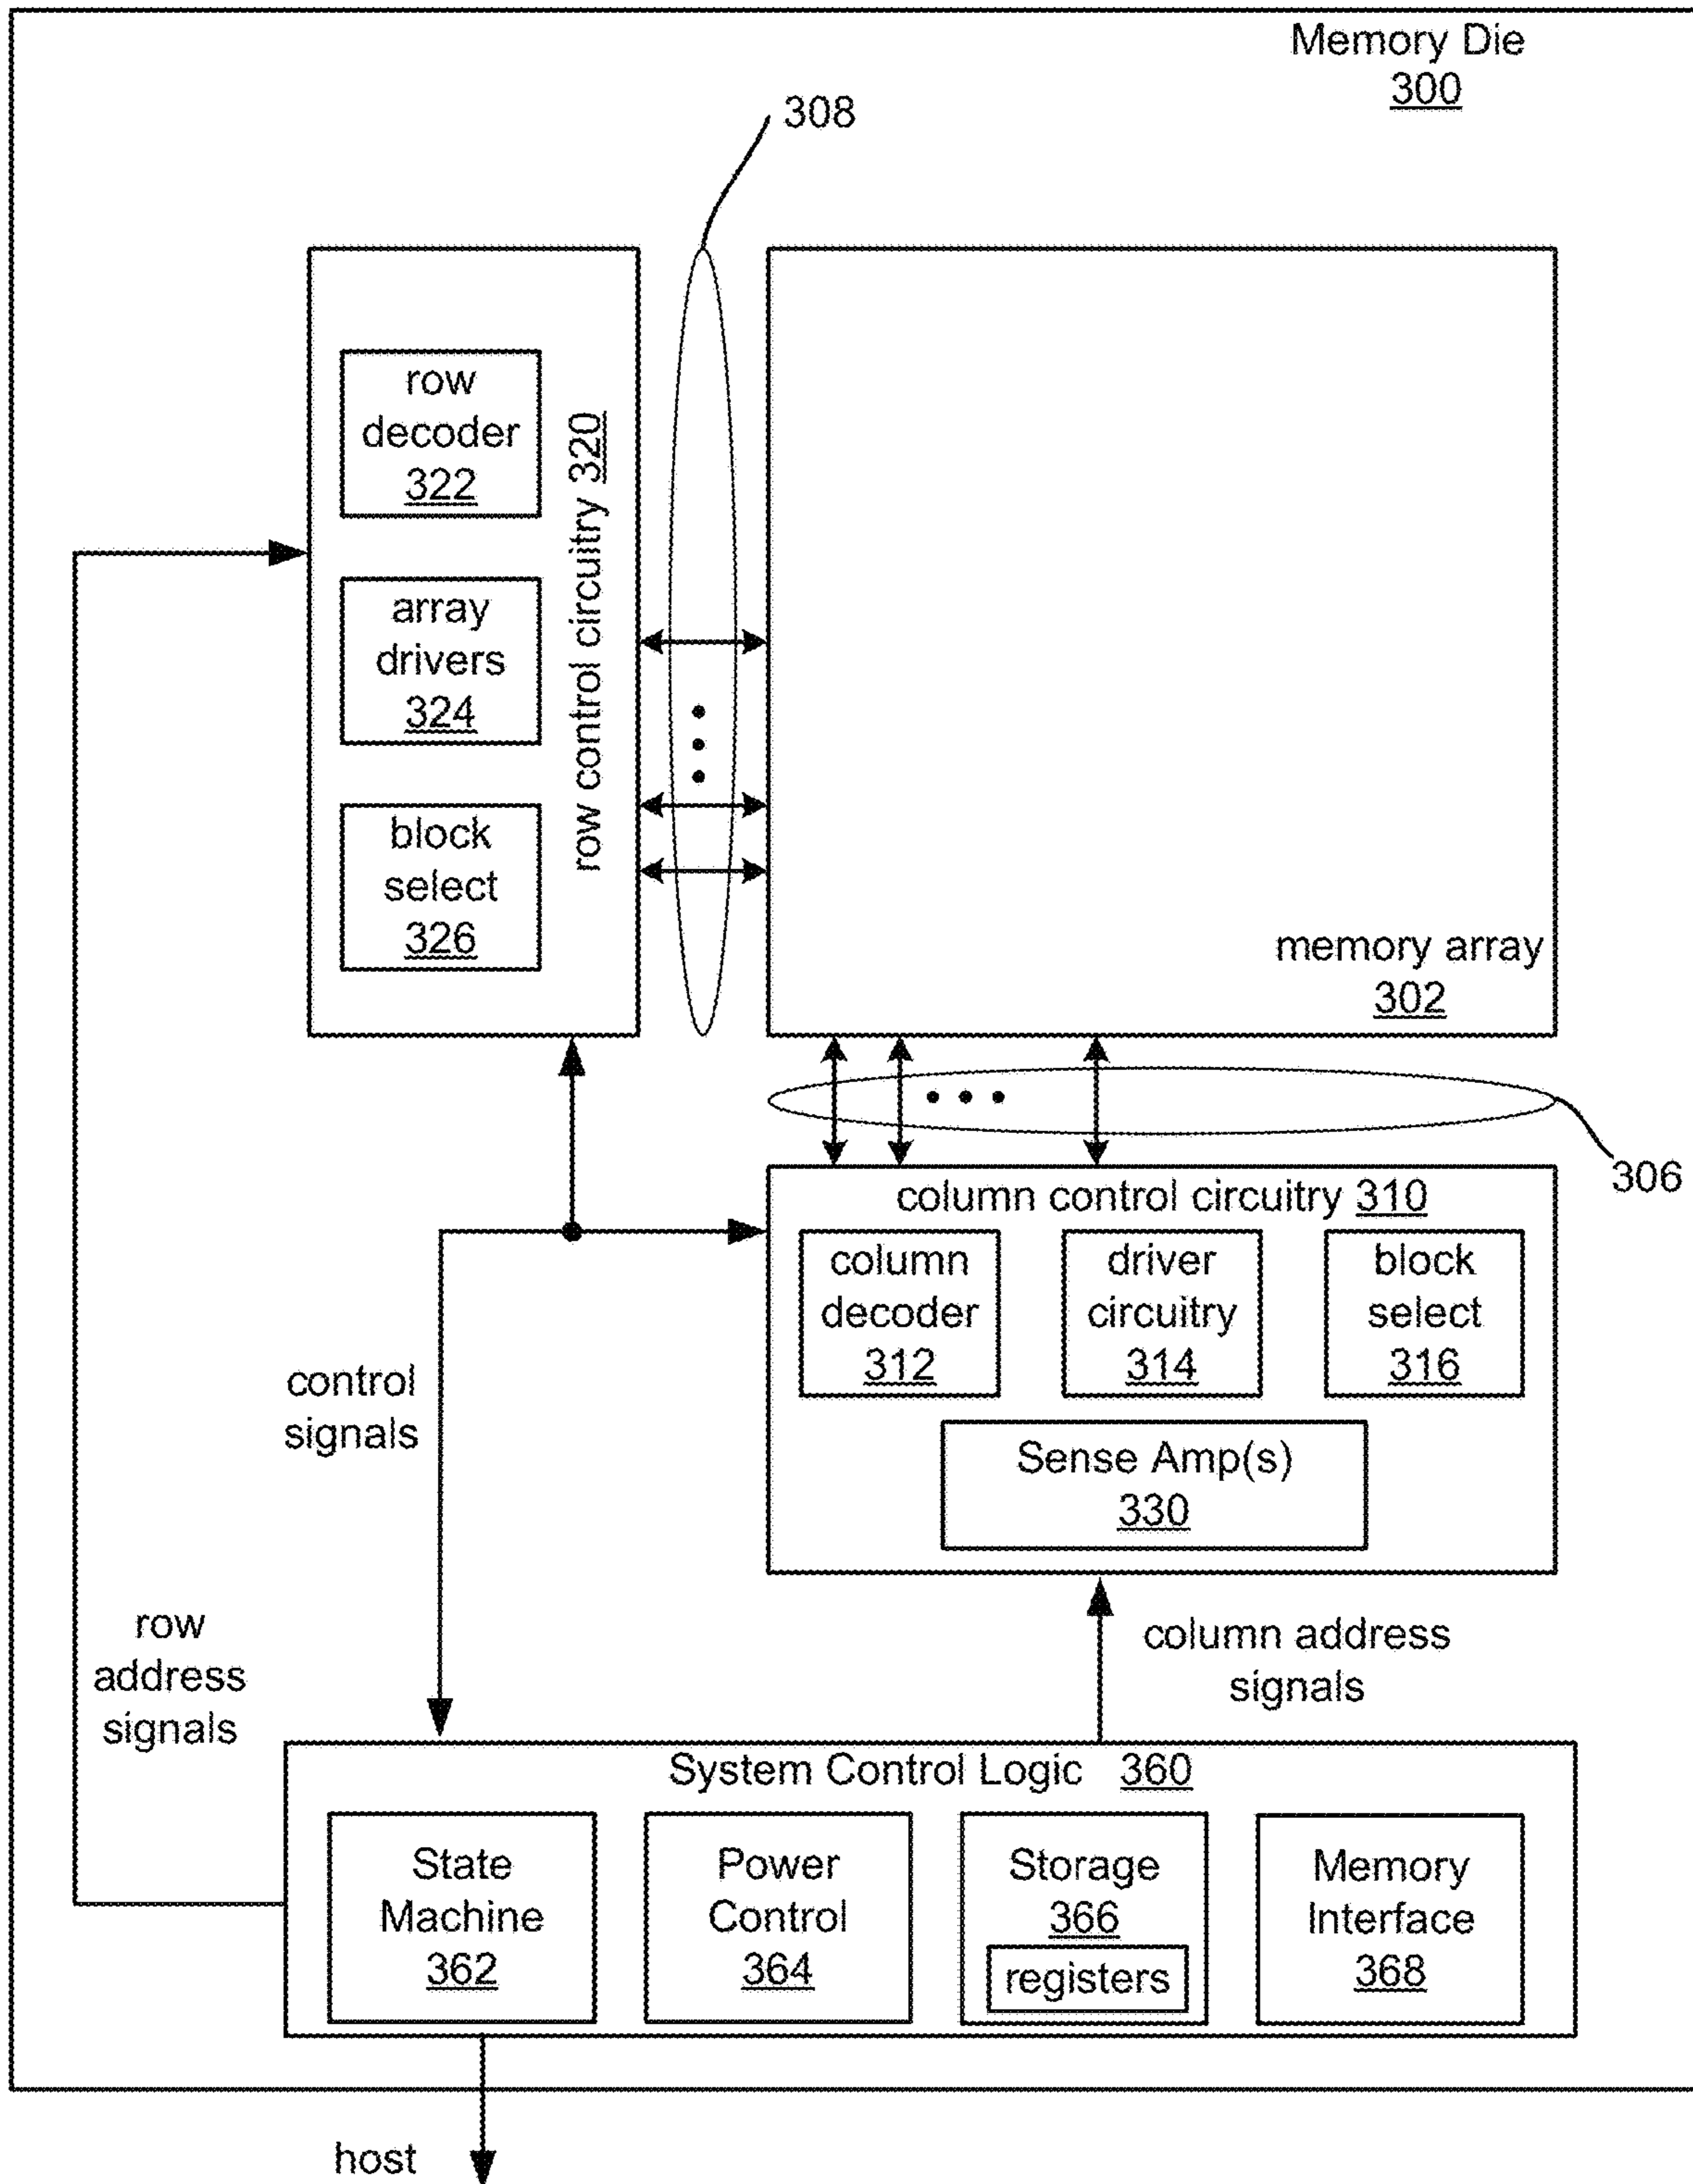 Memory Die
300
308
row
decoder
322
array
drivers
324
block
select
326
row control circuitry 320
memory array
302
306
column control circuitry 310
column
decoder
312
driver
circuitry
314
block
select
316
Sense Amp(s)
330
control
signals
row
address
signals
column address
signals
System Control Logic 360
State
Machine
362
Power
Control
364
Storage
366
registers
Memory
Interface
368
host